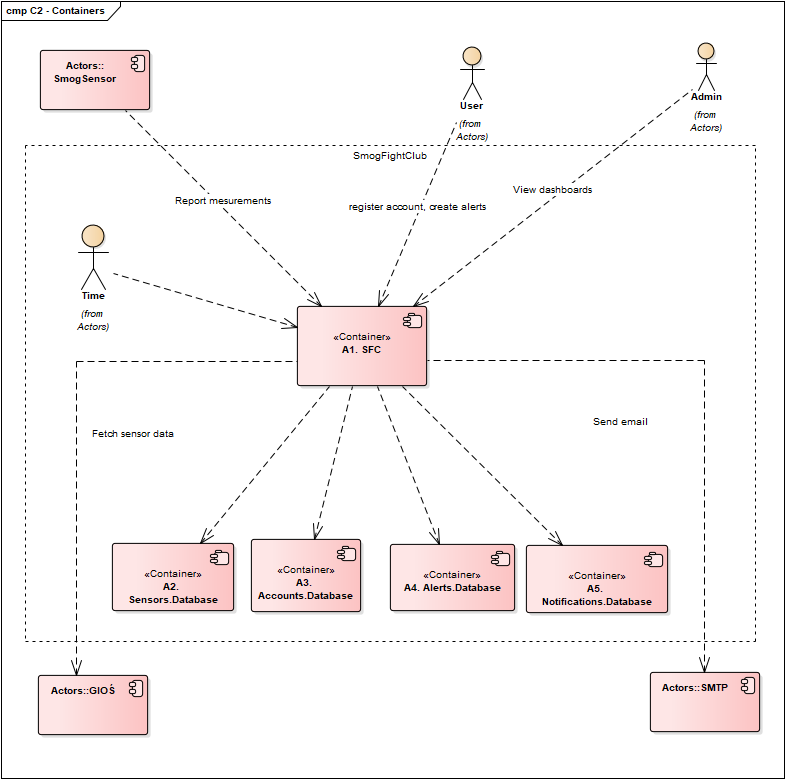 cmp C2 - Containers
Actors::
SmogSensor
User
(from
Actors)
Admin
(from
Actors)
SmogFightClub
Report mesurements
register account, create alerts
View dashboards
Time
(from
Actors)
«Container»
A1. SFC
Fetch sensor data
Send email
«Container»
A2.
Sensors.Database
«Container»
A3.
Accounts.Database
«Container»
A4. Alerts.Database
«Container»
A5.
Notifications.Database
Actors::GIOŚ
Actors::SMTP